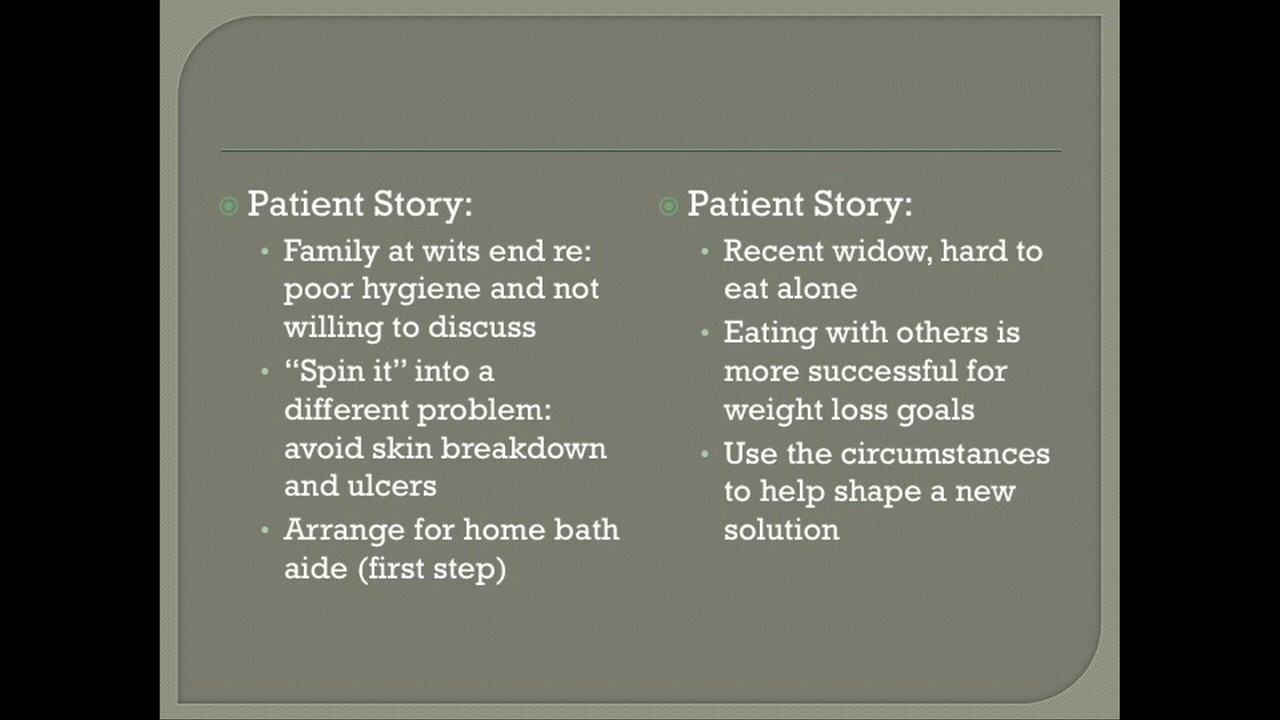 Patient Story:
Family at wits end re:
poor hygiene and not
willing to discuss
“Spin it” into a
different problem:
avoid skin breakdown
and ulcers
Arrange for home bath
aide (first step)
Patient Story:
Recent widow, hard to
eat alone
Eating with others is
more successful for
weight loss goals
Use the circumstances
to help shape a new
solution